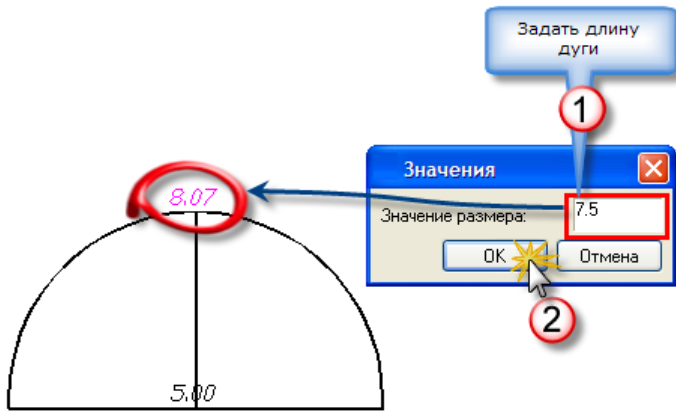 Задать длину
дуги
1
Значения
8.07
Значение размера:
7.5
OK
Отмена
2
5.00